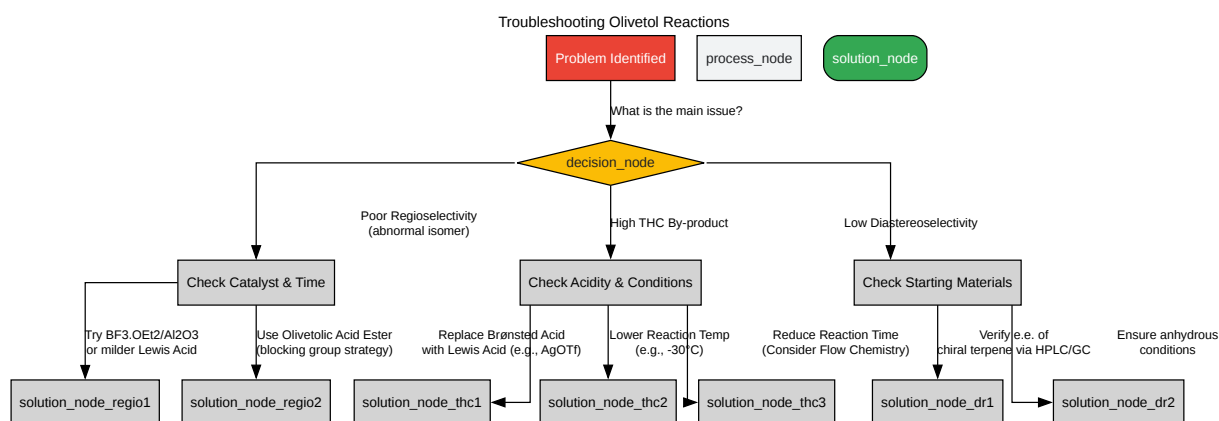 Troubleshooting Olivetol Reactions
Problem Identified
process_node
solution_node
What is the main issue?
decision_node
Poor Regioselectivity
(abnormal isomer)
High THC By-product
Low Diastereoselectivity
Check Catalyst & Time
Check Acidity & Conditions
Check Starting Materials
Try BF3.OEt2/Al2O3
or milder Lewis Acid
Use Olivetolic Acid Ester
(blocking group strategy)
Replace Brønsted Acid
with Lewis Acid (e.g., AgOTf)
Lower Reaction Temp
(e.g., -30°C)
Reduce Reaction Time
(Consider Flow Chemistry)
Verify e.e. of
chiral terpene via HPLC/GC
Ensure anhydrous
conditions
solution_node_regio1
solution_node_regio2
solution_node_thc1
solution_node_thc2
solution_node_thc3
solution_node_dr1
solution_node_dr2